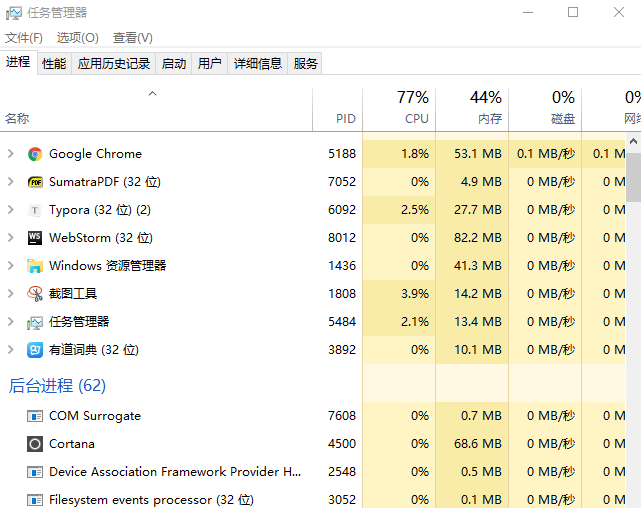 任务管理器
文件(F) 选项(O) 查看(V)
进程 性能 应用历史记录 启动 用户 详细信息 服务
77% 44% 0% 0%
名称 PID CPU 内存 磁盘 网络
Google Chrome 5188 1.8% 53.1 MB 0.1 MB/秒 0.1 M
SumatraPDF (32 位) 7052 0% 4.9 MB 0 MB/秒 0 M
Typora (32 位) (2) 6092 2.5% 27.7 MB 0 MB/秒 0 M
WebStorm (32 位) 8012 0% 82.2 MB 0 MB/秒 0 M
Windows 资源管理器 1436 0% 41.3 MB 0 MB/秒 0 M
截图工具 1808 3.9% 14.2 MB 0 MB/秒 0 M
任务管理器 5484 2.1% 13.4 MB 0 MB/秒 0 M
有道词典 (32 位) 3892 0% 10.1 MB 0 MB/秒 0 M
后台进程 (62)
COM Surrogate 7608 0% 0.7 MB 0 MB/秒 0 M
Cortana 4500 0% 68.6 MB 0 MB/秒 0 M
Device Association Framework Provider H... 2548 0% 0.5 MB 0 MB/秒 0 M
Filesystem events processor (32 位) 3052 0% 0.1 MB 0 MB/秒 0 M